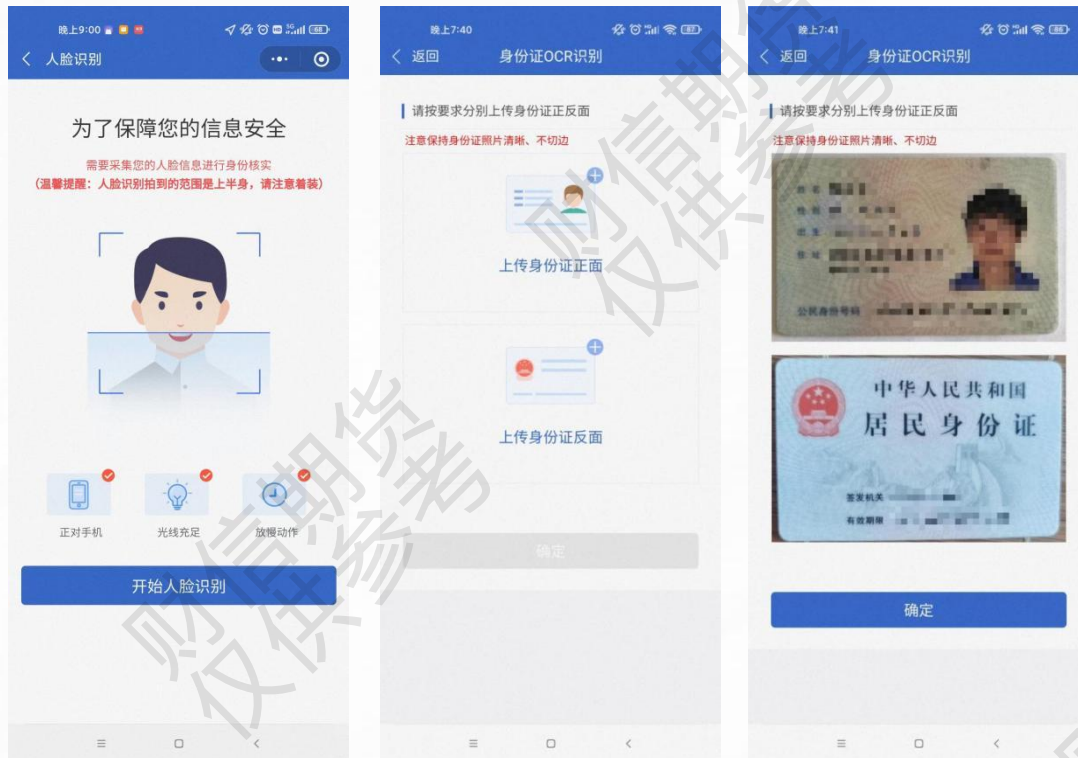 晚上9:00
人脸识别
为了保障您的信息安全
需要采集您的人脸信息进行身份核实
（温馨提醒：人脸识别拍到的范围是上半身，请注意着装）
正对手机
光线充足
放慢动作
开始人脸识别
晚上7:40
返回
身份证OCR识别
请按要求分别上传身份证正反面
注意保持身份证照片清晰、不切边
上传身份证正面
上传身份证反面
确定
晚上7:41
返回
身份证OCR识别
请按要求分别上传身份证正反面
注意保持身份证照片清晰、不切边
公民身份号码
中华人民共和国
居民身份证
签发机关
有效期限
确定
财信期货
仅供参考